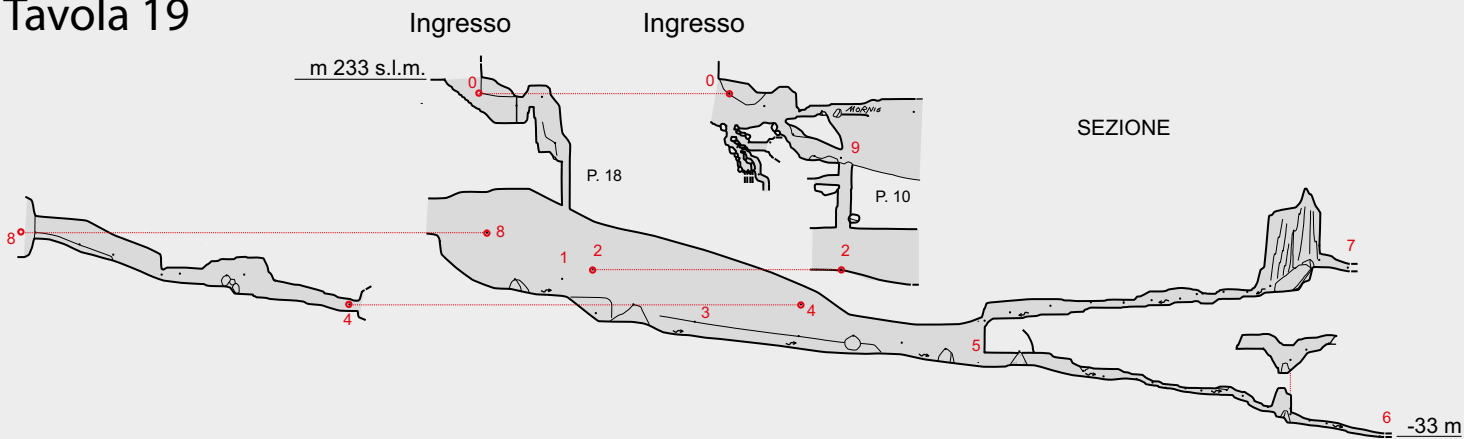 Tavola 19
Ingresso
Ingresso
m 233 s.l.m.
0
0
MORNIG
SEZIONE
9
P. 18
P. 10
8
8
1
2
2
7
3
4
4
5
6
-33 m